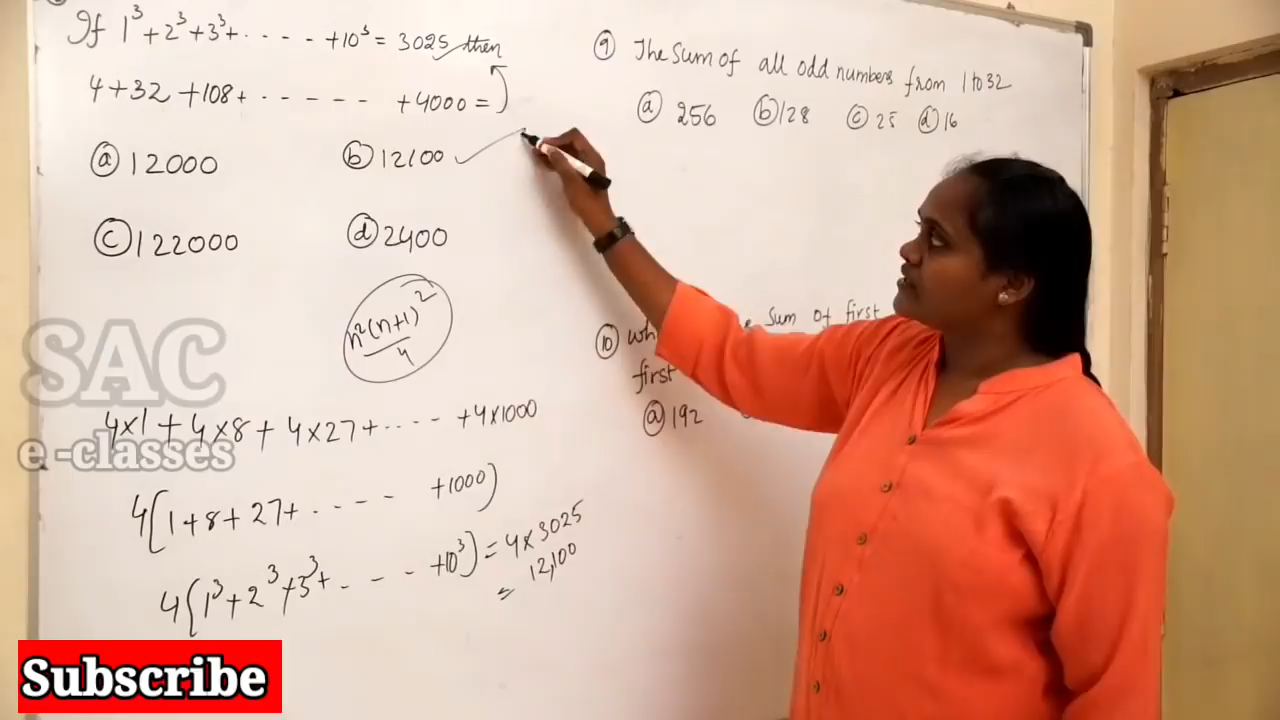 If 1³ + 2³ + 3³ + ..... + 10³ = 3025 then
4 + 32 + 108 + ------ + 4000 =
ⓐ 12000
ⓑ 12100 ✓
ⓒ 122000
ⓓ 2400
n²(n+1)²/4
4×1 + 4×8 + 4×27 + ..... + 4×1000
4(1 + 8 + 27 + ..... + 1000)
4(1³ + 2³ + 3³ + ..... + 10³) = 4 × 3025
= 12,100
⑨ The Sum of all odd numbers from 1 to 32
ⓐ 256 ⓑ 128 ⓒ 25 ⓓ 16
⑩ Sum of first
first
ⓐ 192
SAC
e-classes
Subscribe